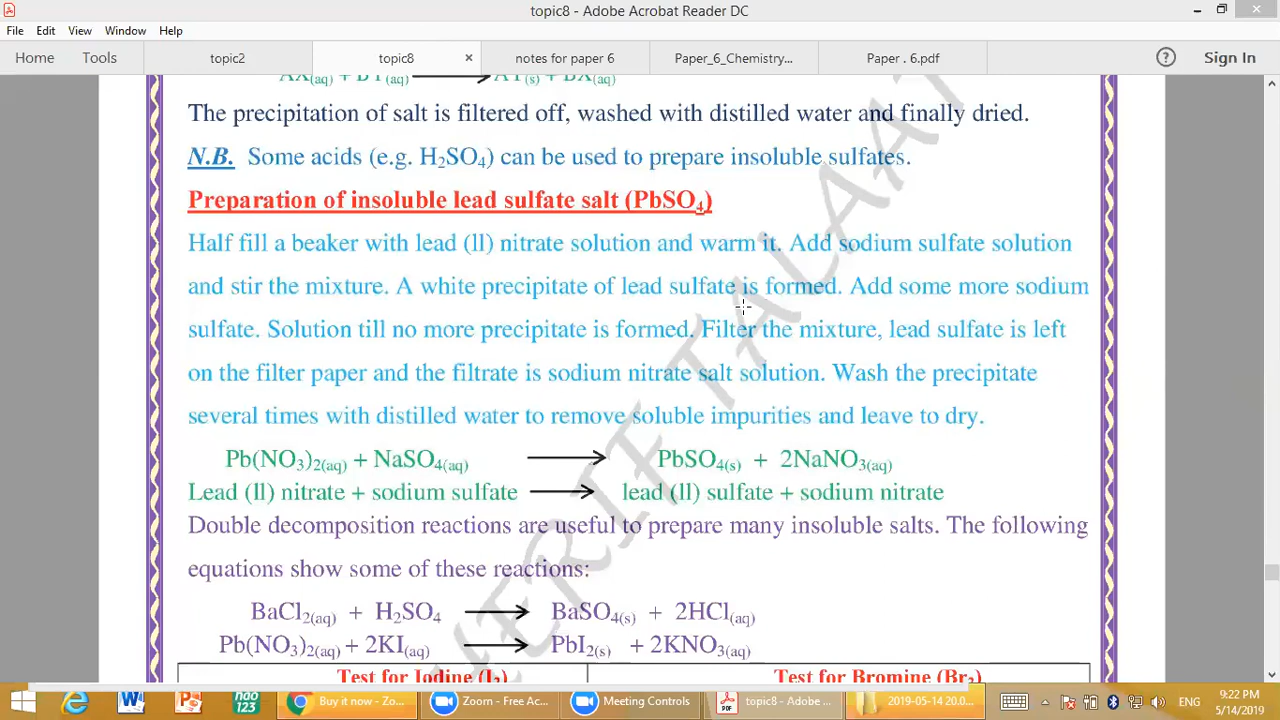 topic8 - Adobe Acrobat Reader DC
File Edit View Window Help
Home Tools topic2 topic8 × notes for paper 6 Paper_6_Chemistry... Paper . 6.pdf ? Sign In
The precipitation of salt is filtered off, washed with distilled water and finally dried.
N.B. Some acids (e.g. H₂SO₄) can be used to prepare insoluble sulfates.
Preparation of insoluble lead sulfate salt (PbSO₄)
Half fill a beaker with lead (ll) nitrate solution and warm it. Add sodium sulfate solution
and stir the mixture. A white precipitate of lead sulfate is formed. Add some more sodium
sulfate. Solution till no more precipitate is formed. Filter the mixture, lead sulfate is left
on the filter paper and the filtrate is sodium nitrate salt solution. Wash the precipitate
several times with distilled water to remove soluble impurities and leave to dry.
Pb(NO₃)₂(aq) + NaSO₄(aq) ⟶ PbSO₄(s) + 2NaNO₃(aq)
Lead (ll) nitrate + sodium sulfate ⟶ lead (ll) sulfate + sodium nitrate
Double decomposition reactions are useful to prepare many insoluble salts. The following
equations show some of these reactions:
BaCl₂(aq) + H₂SO₄ ⟶ BaSO₄(s) + 2HCl(aq)
Pb(NO₃)₂(aq) + 2KI(aq) ⟶ PbI₂(s) + 2KNO₃(aq)
Test for Iodine (I₂) Test for Bromine (Br₂)
VERIF TALAAT
Buy it now - Zo... Zoom - Free Ac... Meeting Controls topic8 - Adobe ... 2019-05-14 20.0... ENG 9:22 PM
5/14/2019